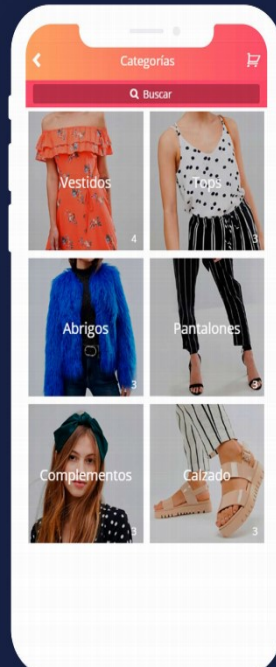 Categorías
Buscar
Vestidos
4
Tops
3
Abrigos
3
Pantalones
3
Complementos
3
Calzado
3